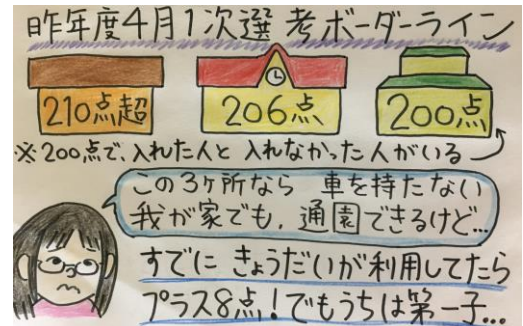 昨年度4月1次選考ボーダーライン
210点超
206点
200点
※200点で、入れた人と入れなかった人がいる
この3ヶ所なら 車を持たない
我が家でも、通園できるけど…
すでに きょうだいが利用してたら
プラス8点!でもうちは第一子…